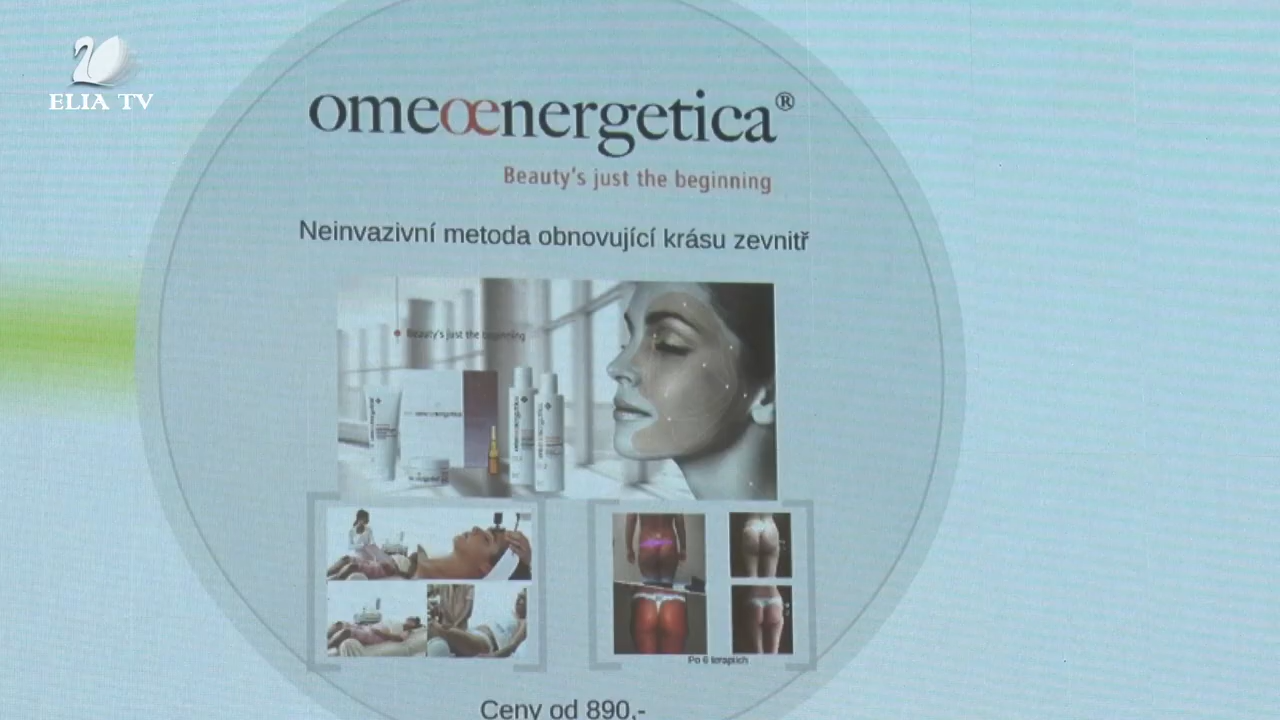 ELIA TV
omeoenergetica®
Beauty's just the beginning
Neinvazivní metoda obnovující krásu zevnitř
Beauty's just the beginning
Po 6 terapiích
Ceny od 890,-